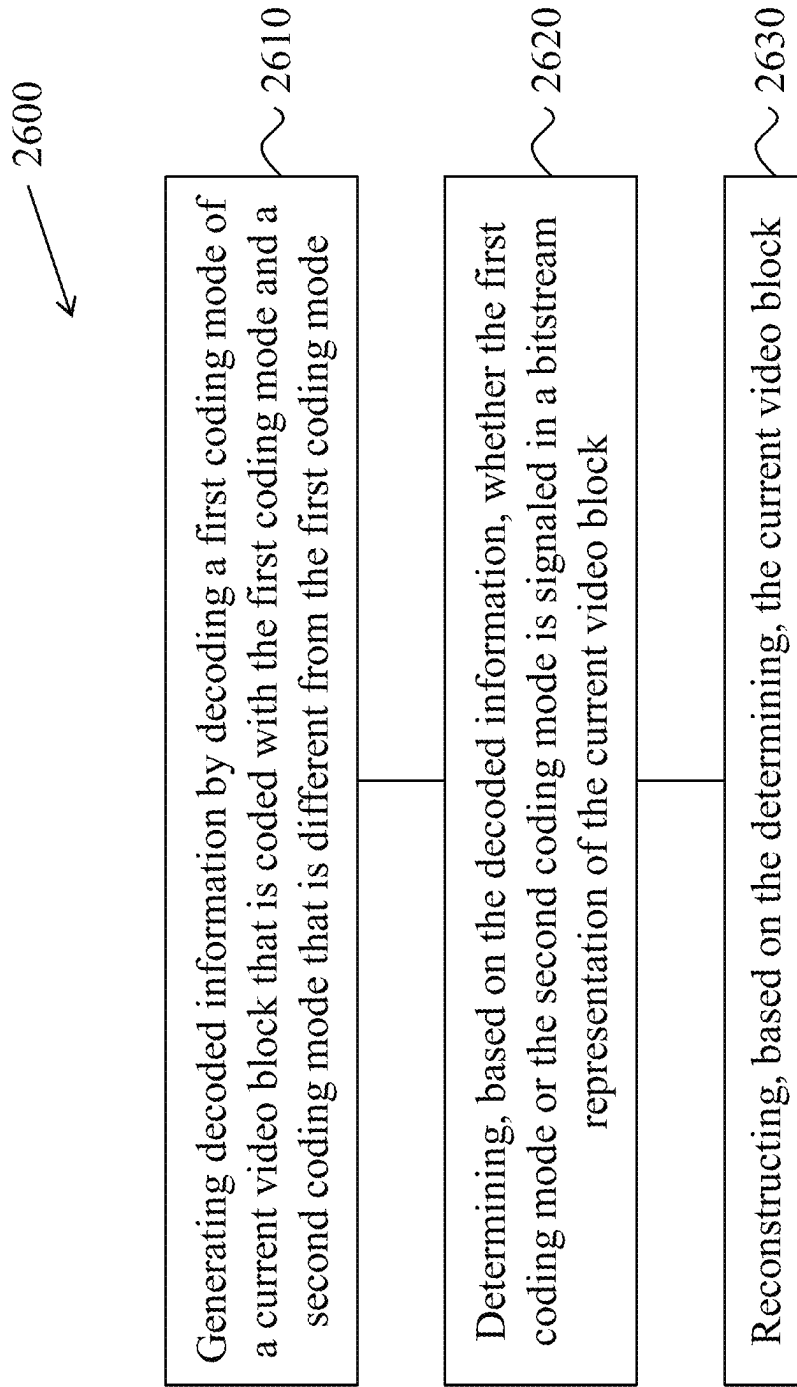 2600
Generating decoded information by decoding a first coding mode of
a current video block that is coded with the first coding mode and a
second coding mode that is different from the first coding mode
2610
Determining, based on the decoded information, whether the first
coding mode or the second coding mode is signaled in a bitstream
representation of the current video block
2620
Reconstructing, based on the determining, the current video block
2630